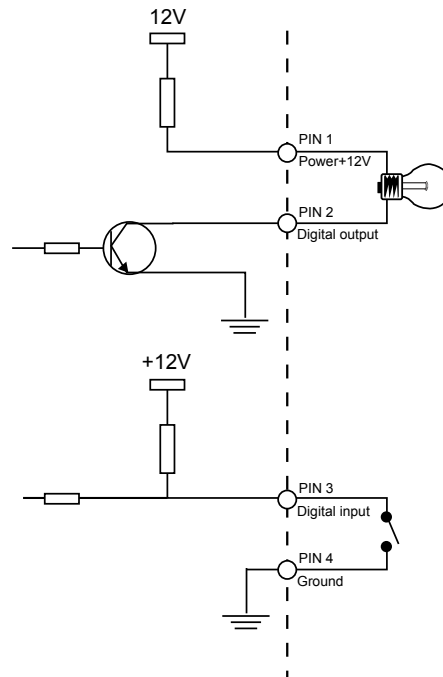 12V
PIN 1
Power+12V
PIN 2
Digital output
+12V
PIN 3
Digital input
PIN 4
Ground